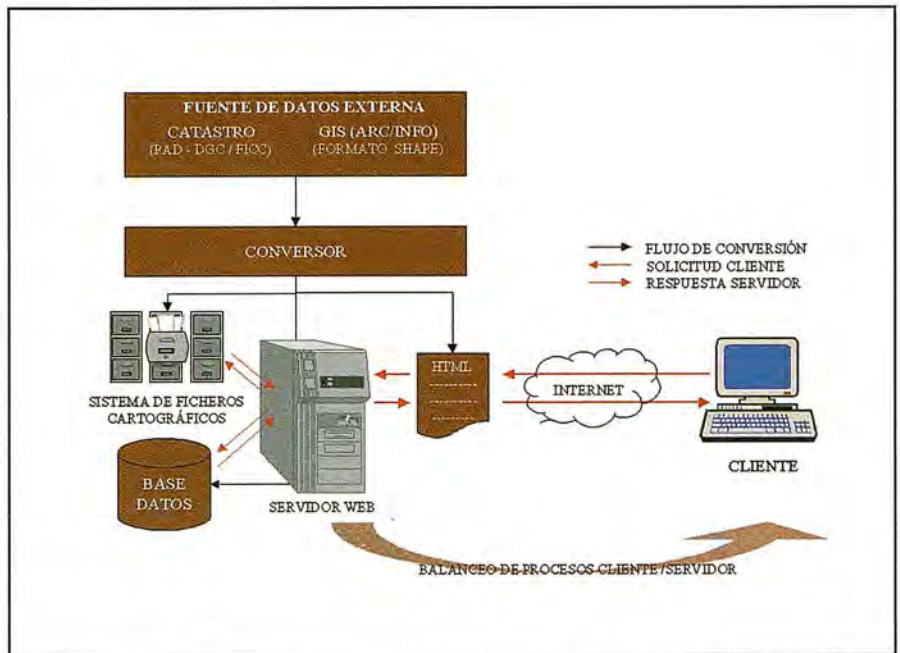 FUENTE DE DATOS EXTERNA
CATASTRO
(PAD - DGC / FICC)
GIS (ARC/INFO)
(FORMATO SHAPE)
CONVERSOR
FLUJO DE CONVERSIÓN
SOLICITUD CLIENTE
RESPUESTA SERVIDOR
SISTEMA DE FICHEROS
CARTOGRÁFICOS
HTML
INTERNET
CLIENTE
BASE
DATOS
SERVIDOR WEB
BALANCEO DE PROCESOS CLIENTE/SERVIDOR